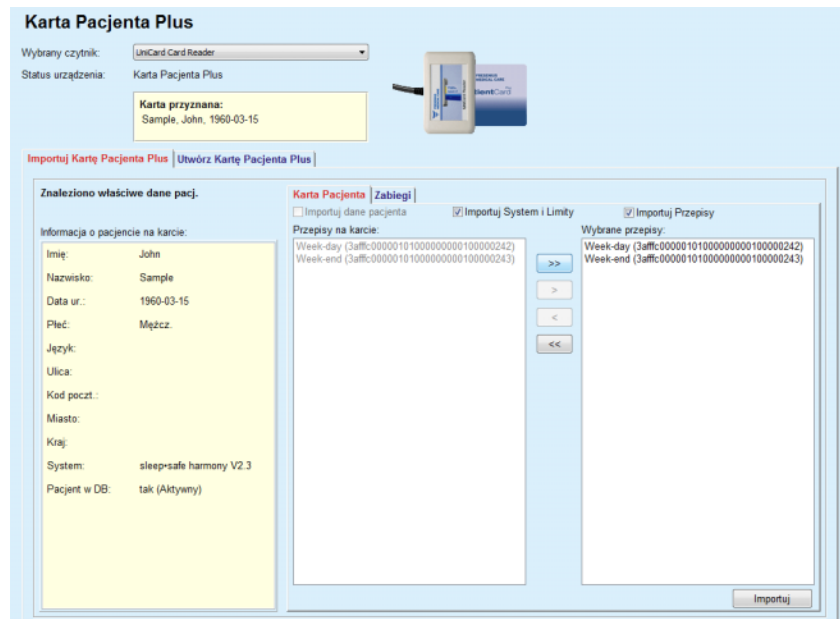 Karta Pacjenta Plus
Wybrany czytnik: UniCard Card Reader
Status urządzenia: Karta Pacjenta Plus
Karta przyznana:
Sample, John, 1960-03-15
Importuj Kartę Pacjenta Plus Utwórz Kartę Pacjenta Plus
Znaleziono właściwe dane pacj.
Informacja o pacjencie na karcie:
Imię: John
Nazwisko: Sample
Data ur.: 1960-03-15
Płeć: Mężcz.
Język:
Ulica:
Kod poczt.:
Miasto:
Kraj:
System: sleep•safe harmony V2.3
Pacjent w DB: tak (Aktywny)
Karta Pacjenta Zabiegi
Importuj dane pacjenta Importuj System i Limity Importuj Przepisy
Przepisy na karcie:
Week-day (3afffc00000101000000000100000242)
Week-end (3afffc00000101000000000100000243)
>>
>
<
<<
Wybrane przepisy:
Week-day (3afffc00000101000000000100000242)
Week-end (3afffc00000101000000000100000243)
Importuj